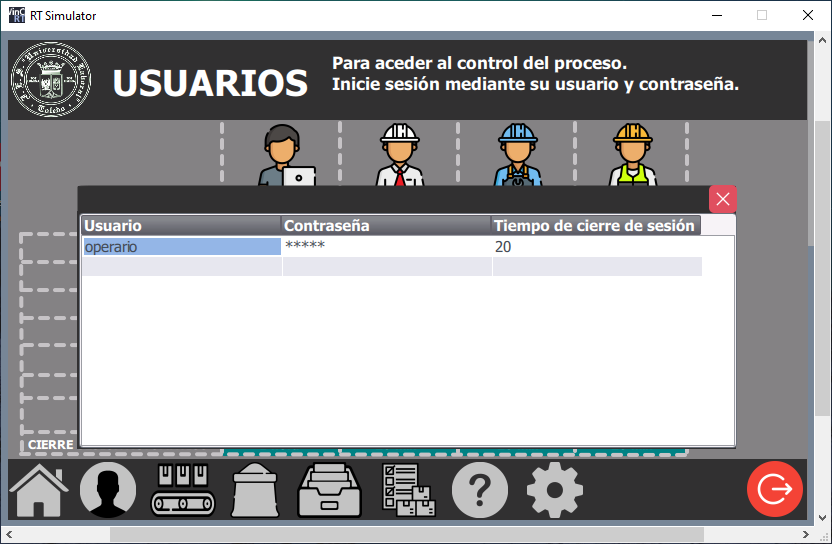 RT Simulator
USUARIOS
Para aceder al control del proceso.
Inicie sesión mediante su usuario y contraseña.
Usuario Contraseña Tiempo de cierre de sesión
operario ***** 20
CIERRE
?